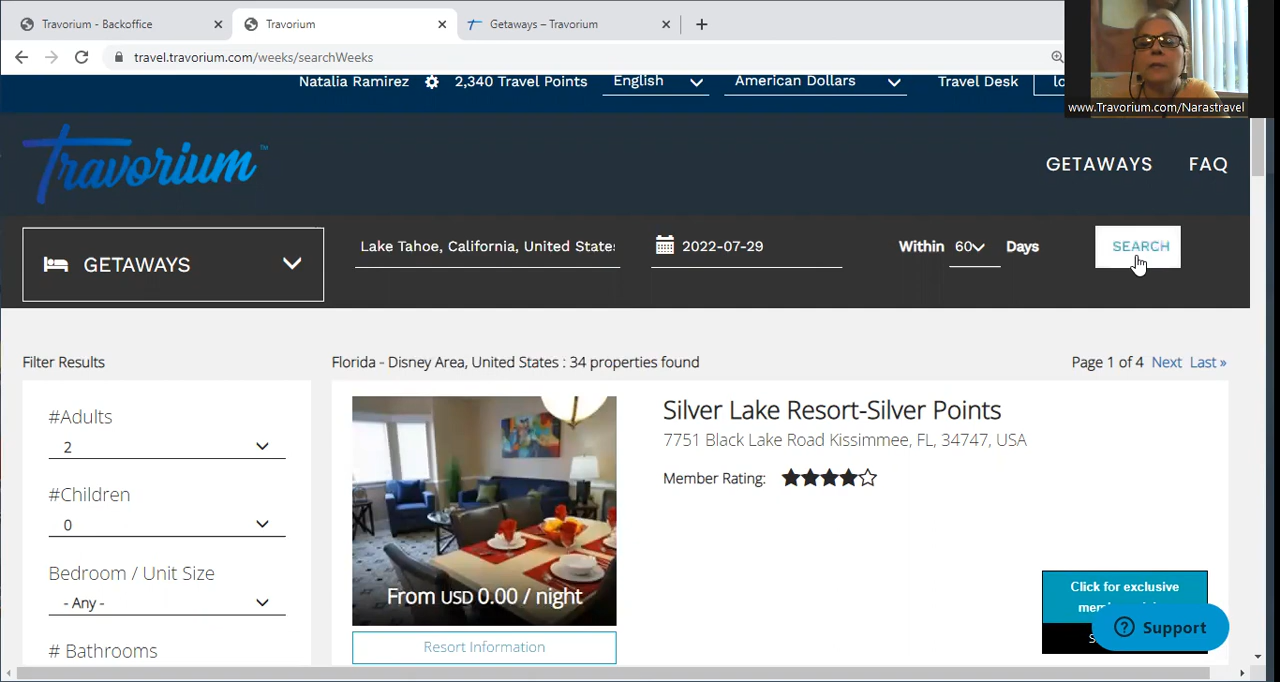 Travorium - Backoffice
Travorium
Getaways – Travorium
travel.travorium.com/weeks/searchWeeks
www.Travorium.com/Narastravel
Natalia Ramirez 2,340 Travel Points English American Dollars Travel Desk
Travorium™
GETAWAYS FAQ
GETAWAYS
Lake Tahoe, California, United State
2022-07-29
Within 60 Days
SEARCH
Filter Results
Florida - Disney Area, United States : 34 properties found
Page 1 of 4 Next Last »
#Adults
2
#Children
0
Bedroom / Unit Size
- Any -
# Bathrooms
From USD 0.00 / night
Resort Information
Silver Lake Resort-Silver Points
7751 Black Lake Road Kissimmee, FL, 34747, USA
Member Rating:
Click for exclusive
Support